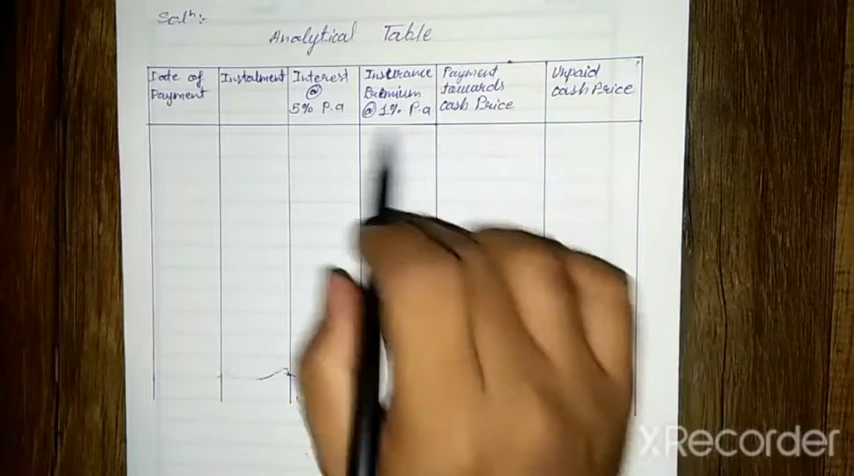 Solⁿ:-
Analytical Table
Date of Payment
Instalment
Interest @ 5% P.a
Insurance Premium @ 1% P.a
Payment towards cash Price
Unpaid cash Price
XRecorder